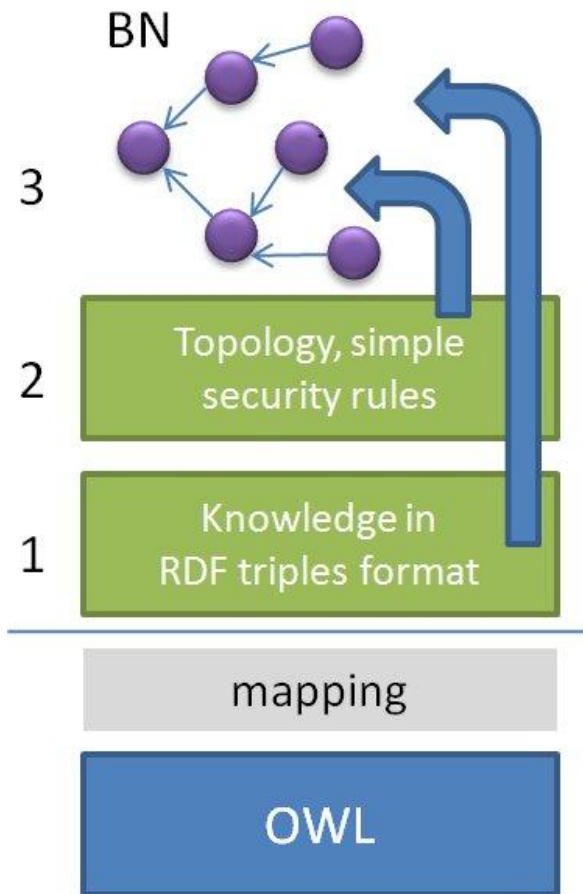 BN
3
Topology, simple
security rules
2
Knowledge in
RDF triples format
1
mapping
OWL